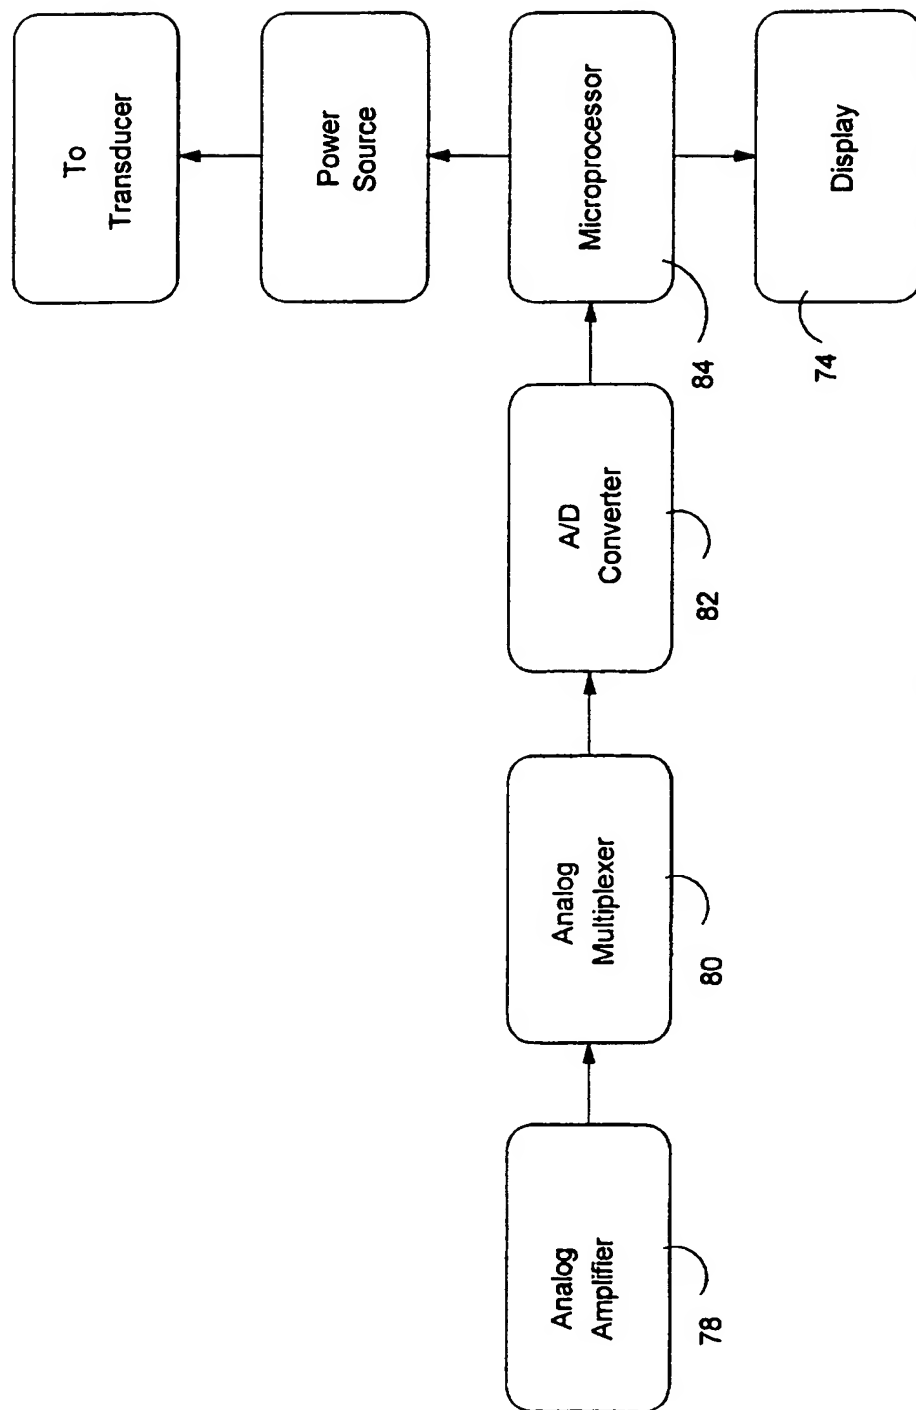 To
Transducer
Power
Source
Microprocessor
84
Display
74
A/D
Converter
82
Analog
Multiplexer
80
Analog
Amplifier
78